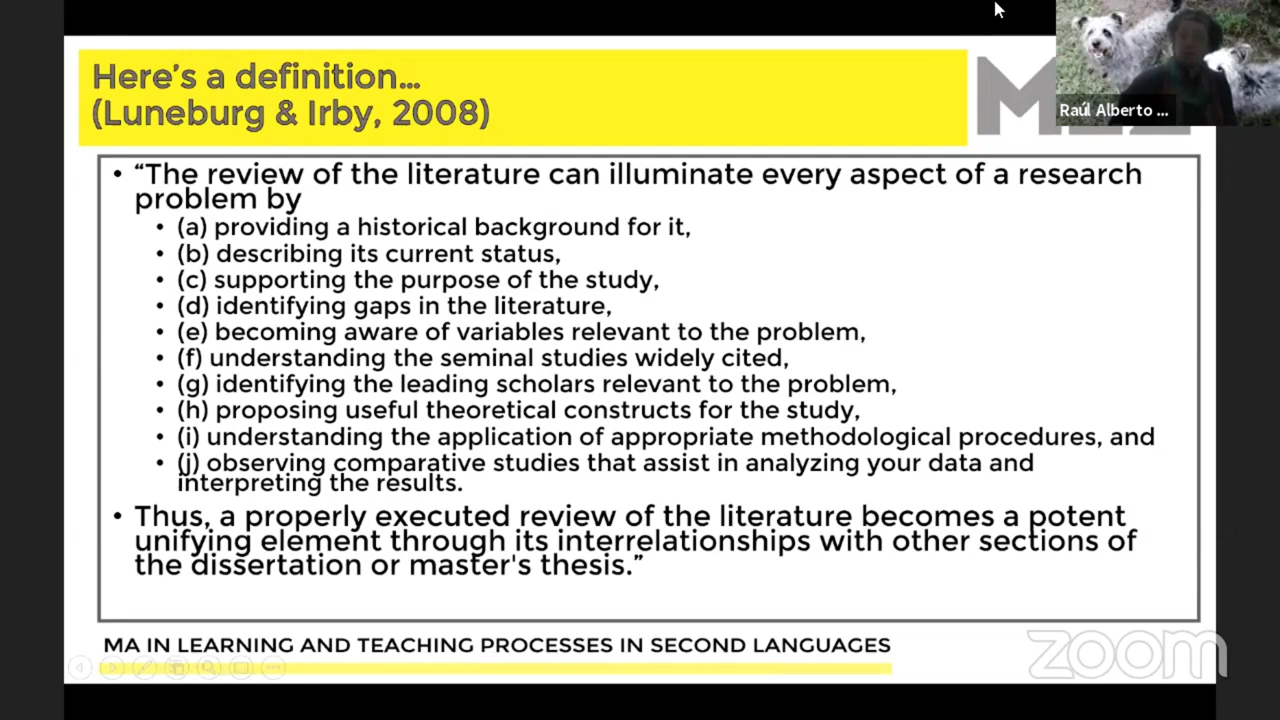 Here's a definition...
(Luneburg & Irby, 2008)
Raúl Alberto ...
• “The review of the literature can illuminate every aspect of a research
problem by
• (a) providing a historical background for it,
• (b) describing its current status,
• (c) supporting the purpose of the study,
• (d) identifying gaps in the literature,
• (e) becoming aware of variables relevant to the problem,
• (f) understanding the seminal studies widely cited,
• (g) identifying the leading scholars relevant to the problem,
• (h) proposing useful theoretical constructs for the study,
• (i) understanding the application of appropriate methodological procedures, and
• (j) observing comparative studies that assist in analyzing your data and
interpreting the results.
• Thus, a properly executed review of the literature becomes a potent
unifying element through its interrelationships with other sections of
the dissertation or master's thesis.”
MA IN LEARNING AND TEACHING PROCESSES IN SECOND LANGUAGES
zoom